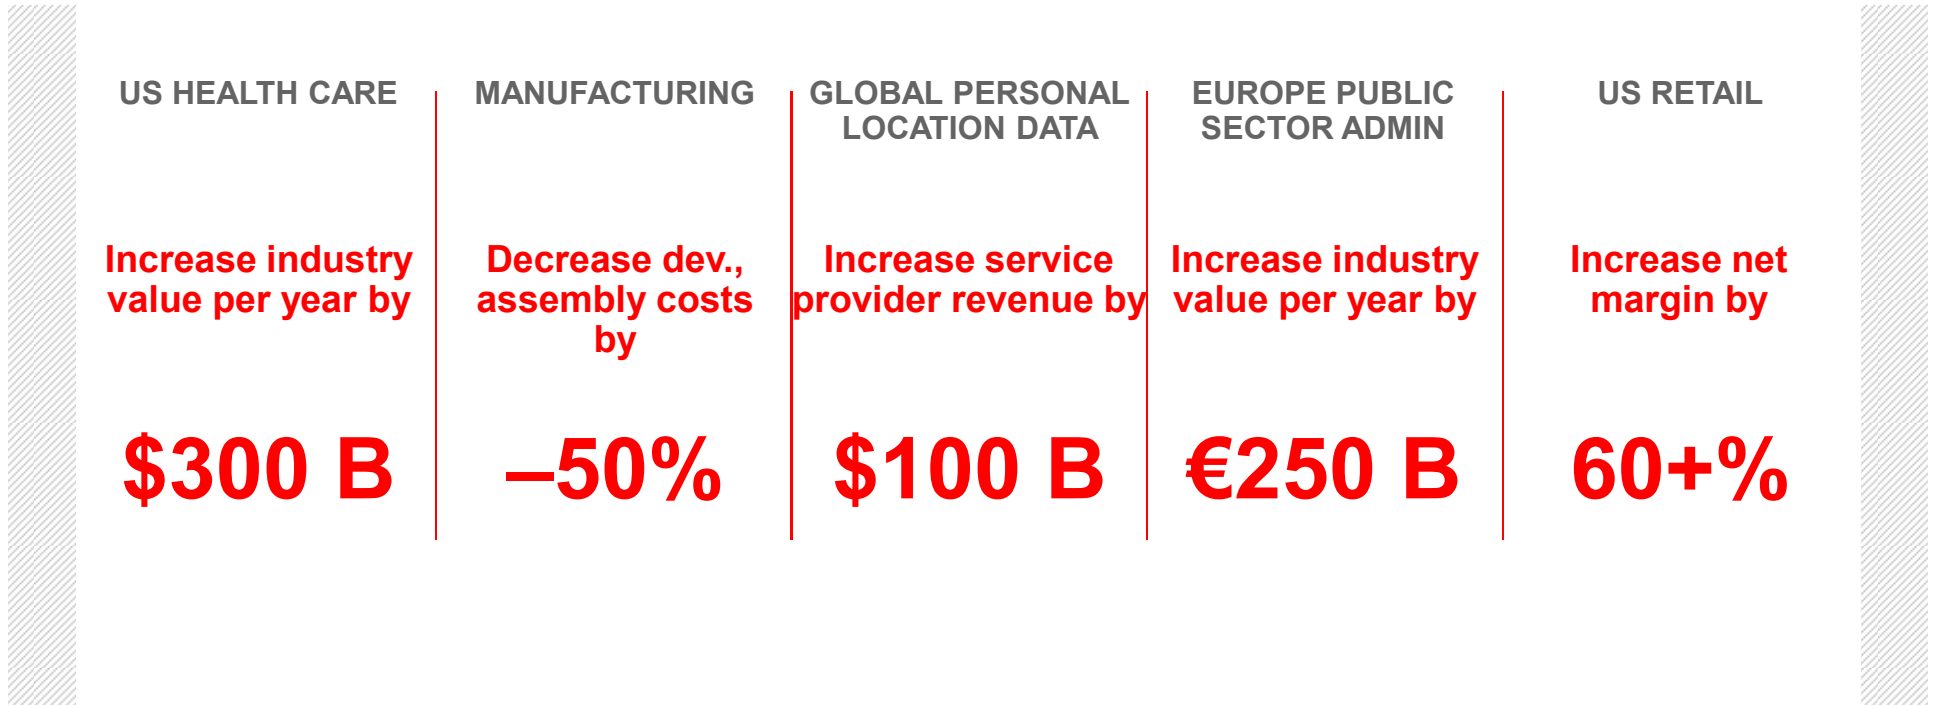 US HEALTH CARE
Increase industry
value per year by
$300 B
MANUFACTURING
Decrease dev.,
assembly costs
by
–50%
GLOBAL PERSONAL
LOCATION DATA
Increase service
provider revenue by
$100 B
EUROPE PUBLIC
SECTOR ADMIN
Increase industry
value per year by
€250 B
US RETAIL
Increase net
margin by
60+%